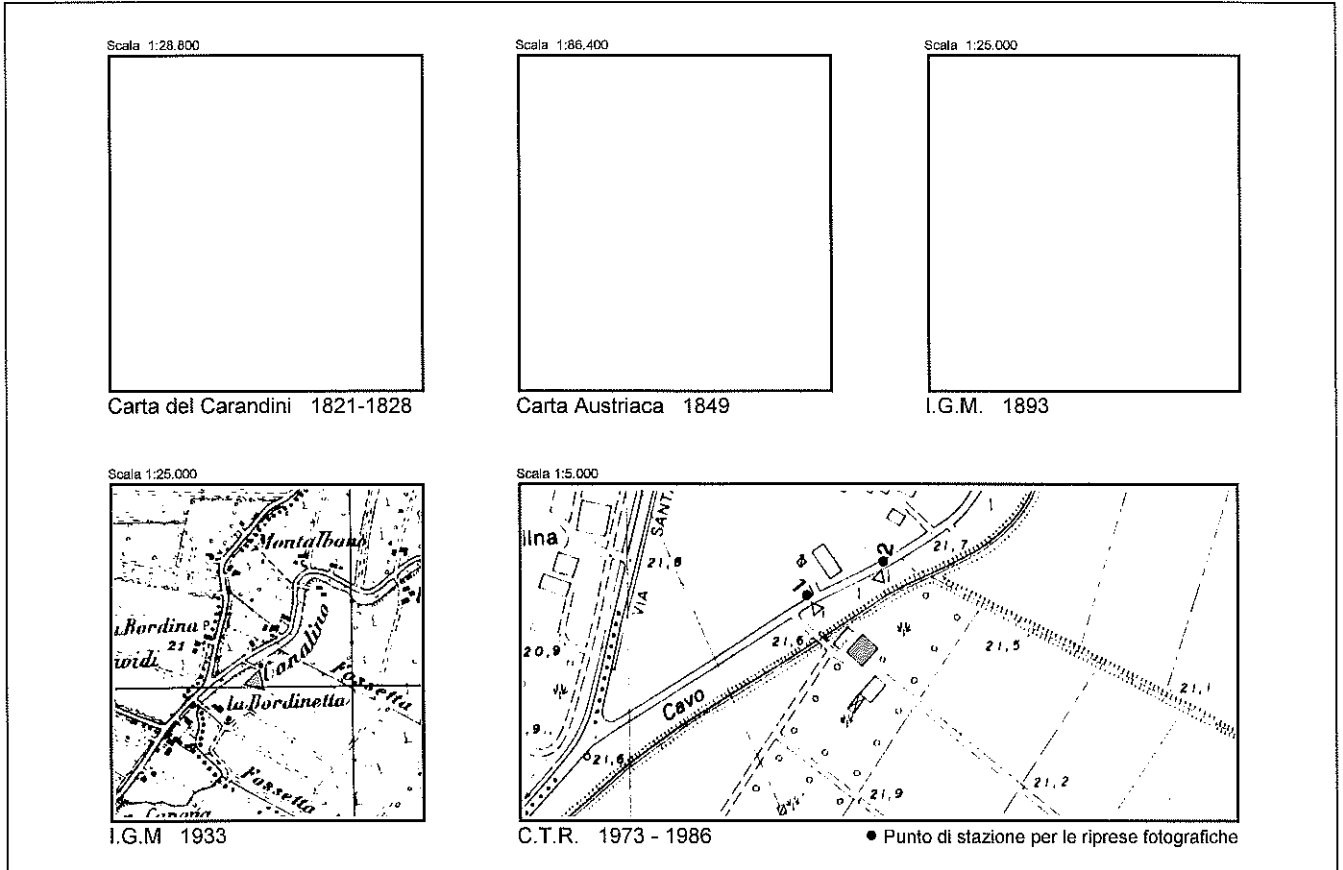 Scala 1:28.800
Scala 1:86.400
Scala 1:25.000
Carta del Carandini 1821-1828
Carta Austriaca 1849
I.G.M. 1893
Scala 1:25.000
Scala 1:5.000
Montalbano
Bordina
21
Canalino
Fossetta
la Bordinetta
Fossetta
I.G.M 1933
ilna
SANT
VIA
21,6
20,9
1
2
21,7
21,6
21,5
21,1
Cavo
,9
21,6
21,9
21,2
C.T.R. 1973 - 1986
● Punto di stazione per le riprese fotografiche